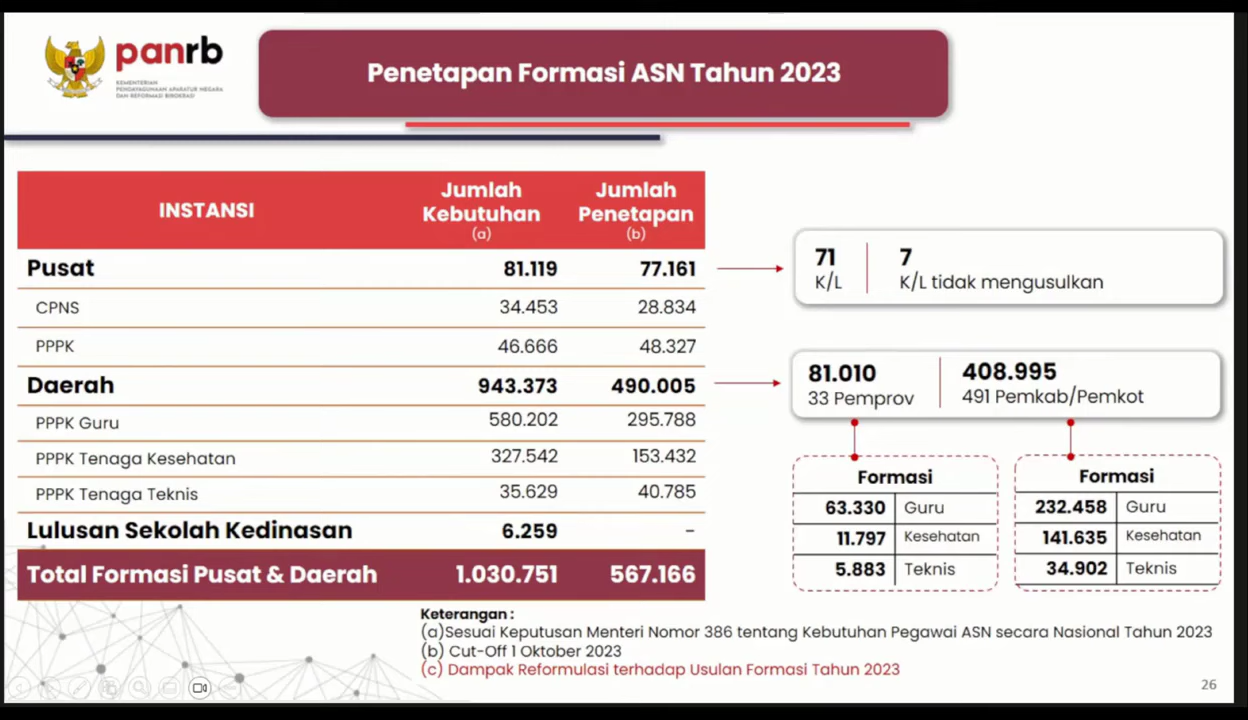 panrb
KEMENTERIAN
PENDAYAGUNAAN APARATUR NEGARA
DAN REFORMASI BIROKRASI
Penetapan Formasi ASN Tahun 2023
INSTANSI
Jumlah Kebutuhan
(a)
Jumlah Penetapan
(b)
Pusat 81.119 77.161
CPNS 34.453 28.834
PPPK 46.666 48.327
Daerah 943.373 490.005
PPPK Guru 580.202 295.788
PPPK Tenaga Kesehatan 327.542 153.432
PPPK Tenaga Teknis 35.629 40.785
Lulusan Sekolah Kedinasan 6.259 -
Total Formasi Pusat & Daerah 1.030.751 567.166
71
K/L
7
K/L tidak mengusulkan
81.010
33 Pemprov
408.995
491 Pemkab/Pemkot
Formasi
63.330 Guru
11.797 Kesehatan
5.883 Teknis
Formasi
232.458 Guru
141.635 Kesehatan
34.902 Teknis
Keterangan :
(a)Sesuai Keputusan Menteri Nomor 386 tentang Kebutuhan Pegawai ASN secara Nasional Tahun 2023
(b) Cut-Off 1 Oktober 2023
(c) Dampak Reformulasi terhadap Usulan Formasi Tahun 2023
26